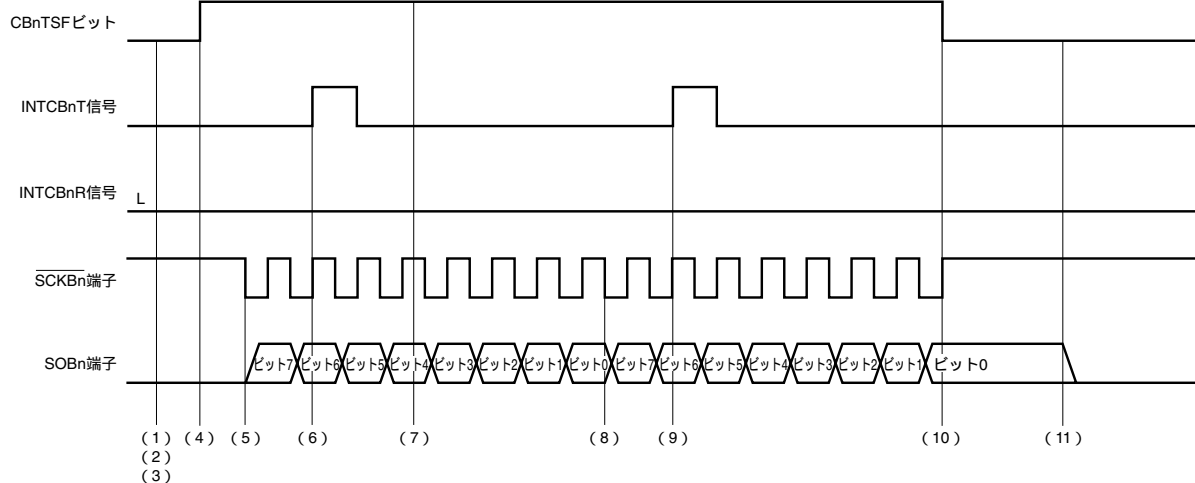 CBnTSFビット
INTCBnT信号
INTCBnR信号 L
SCKBn端子
SOBn端子 ビット7 ビット6 ビット5 ビット4 ビット3 ビット2 ビット1 ビット0 ビット7 ビット6 ビット5 ビット4 ビット3 ビット2 ビット1 ビット0
(1) (4) (5) (6) (7) (8) (9) (10) (11)
(2)
(3)